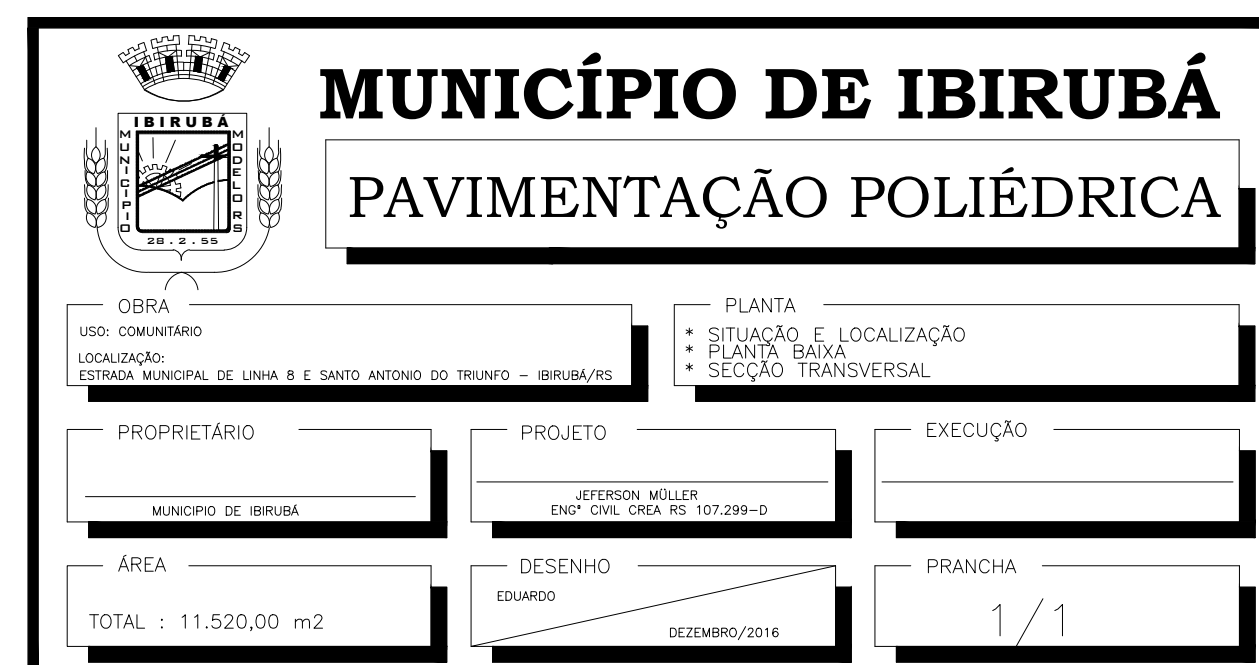 MUNICÍPIO DE IBIRUBÁ
IBIRUBÁ
MUNICIPIO
MODELO RS
28.2.55
PAVIMENTAÇÃO POLIÉDRICA
OBRA
USO: COMUNITÁRIO
LOCALIZAÇÃO:
ESTRADA MUNICIPAL DE LINHA 8 E SANTO ANTONIO DO TRIUNFO – IBIRUBÁ/RS
PLANTA
* SITUAÇÃO E LOCALIZAÇÃO
* PLANTA BAIXA
* SECÇÃO TRANSVERSAL
PROPRIETÁRIO
MUNICIPIO DE IBIRUBÁ
PROJETO
JEFERSON MÜLLER
ENGª CIVIL CREA RS 107.299–D
EXECUÇÃO
ÁREA
TOTAL : 11.520,00 m2
DESENHO
EDUARDO
DEZEMBRO/2016
PRANCHA
1/1